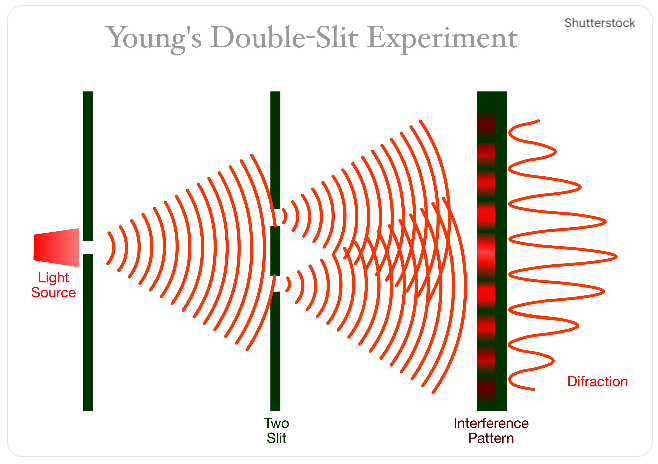 Shutterstock
Young's Double-Slit Experiment
Light
Source
Difraction
Two
Slit
Interference
Pattern